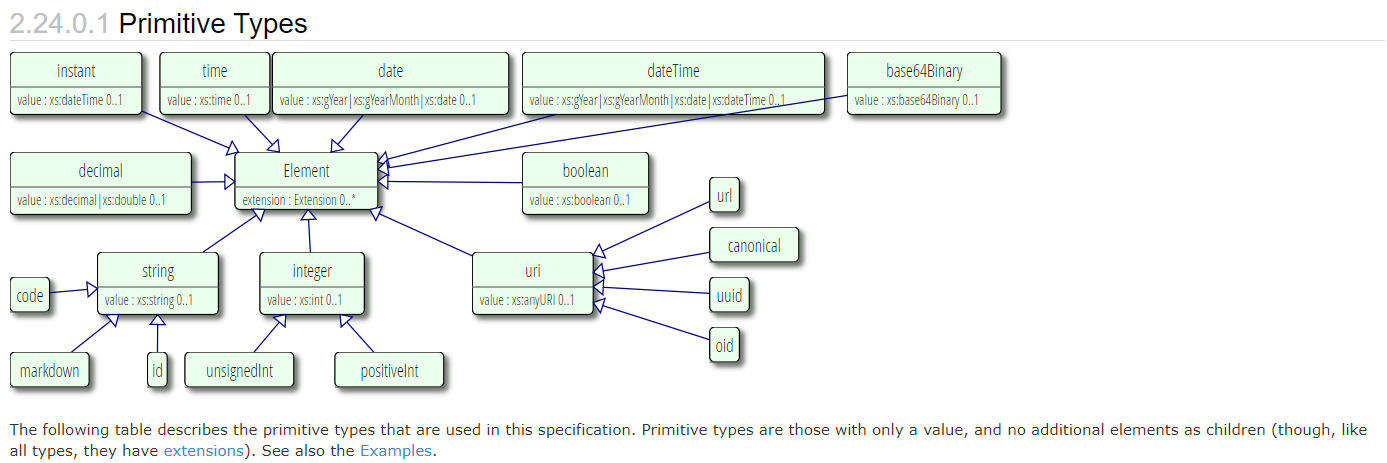 2.24.0.1 Primitive Types
instant
value : xs:dateTime 0..1
time
value : xs:time 0..1
date
value : xs:gYear|xs:gYearMonth|xs:date 0..1
dateTime
value : xs:gYear|xs:gYearMonth|xs:date|xs:dateTime 0..1
base64Binary
value : xs:base64Binary 0..1
decimal
value : xs:decimal|xs:double 0..1
Element
extension : Extension 0..*
boolean
value : xs:boolean 0..1
url
canonical
string
value : xs:string 0..1
integer
value : xs:int 0..1
uri
value : xs:anyURI 0..1
code
uuid
oid
markdown
id
unsignedInt
positiveInt
The following table describes the primitive types that are used in this specification. Primitive types are those with only a value, and no additional elements as children (though, like
all types, they have extensions). See also the Examples.